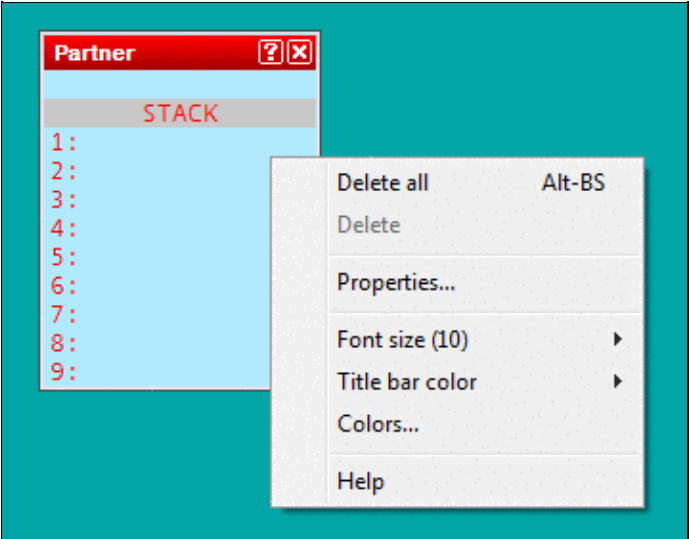 Partner ?
STACK
1:
2:
3:
4:
5:
6:
7:
8:
9:
Delete all Alt-BS
Delete
Properties...
Font size (10)
Title bar color
Colors...
Help